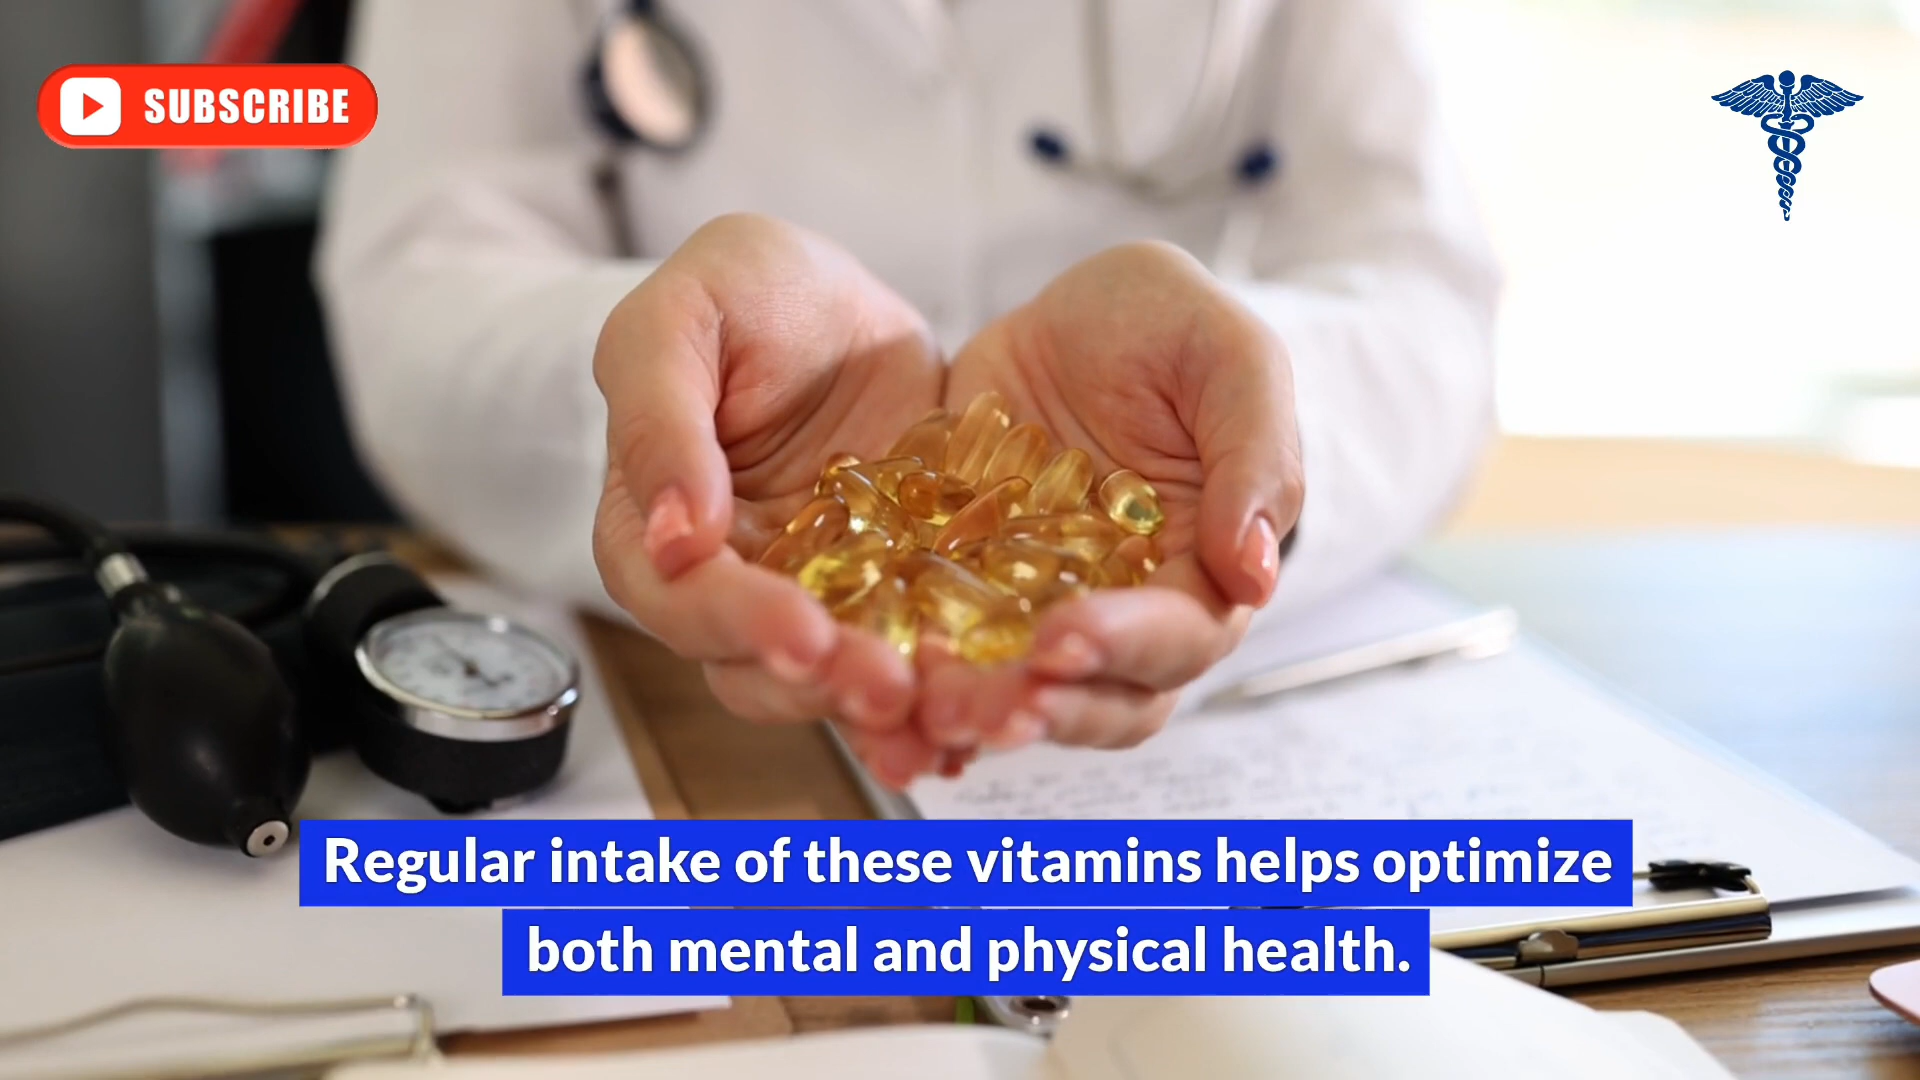 SUBSCRIBE
Regular intake of these vitamins helps optimize
both mental and physical health.